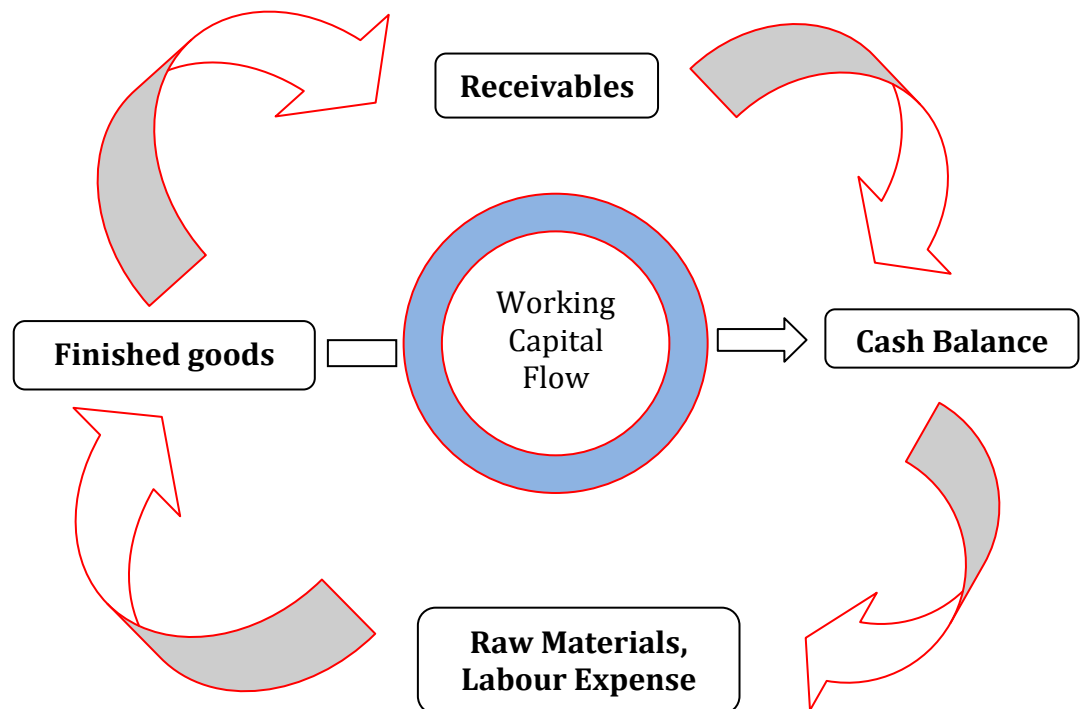 Receivables
Working
Capital
Flow
Finished goods
Cash Balance
Raw Materials,
Labour Expense